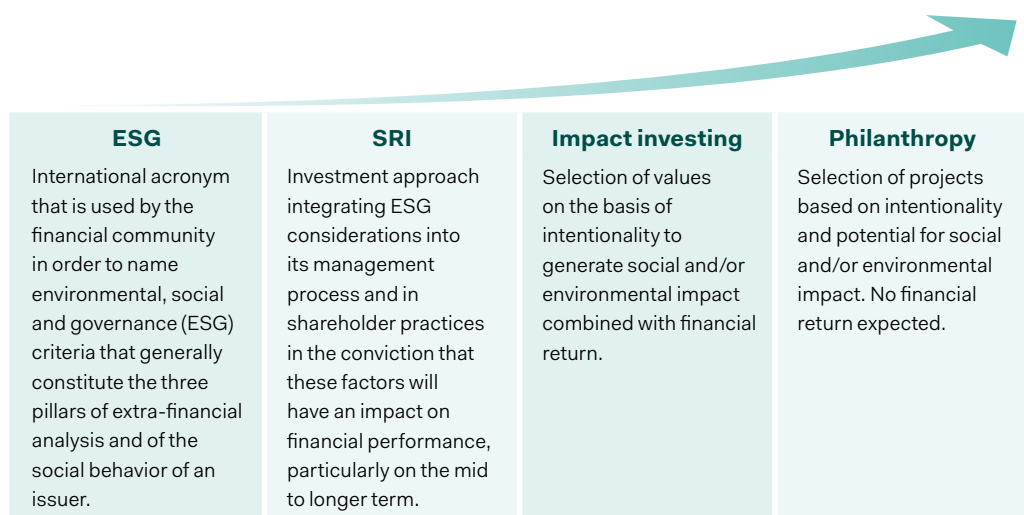 ESG
International acronym
that is used by the
financial community
in order to name
environmental, social
and governance (ESG)
criteria that generally
constitute the three
pillars of extra-financial
analysis and of the
social behavior of an
issuer.
SRI
Investment approach
integrating ESG
considerations into
its management
process and in
shareholder practices
in the conviction that
these factors will
have an impact on
financial performance,
particularly on the mid
to longer term.
Impact investing
Selection of values
on the basis of
intentionality to
generate social and/or
environmental impact
combined with financial
return.
Philanthropy
Selection of projects
based on intentionality
and potential for social
and/or environmental
impact. No financial
return expected.